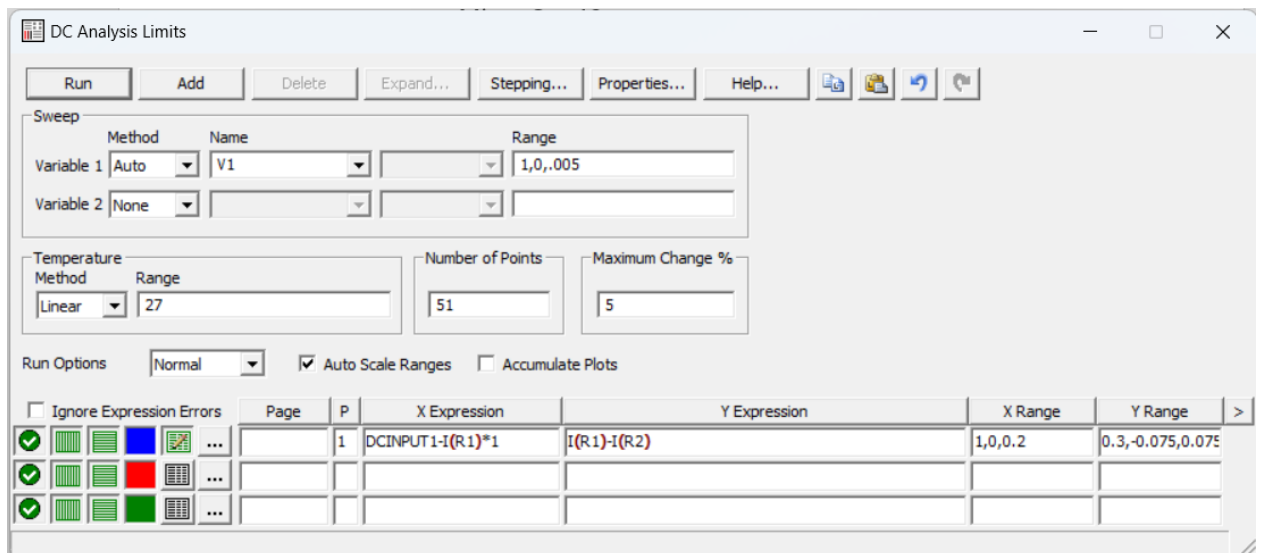 DC Analysis Limits
Run Add Delete Expand... Stepping... Properties... Help...
Sweep
Method Name Range
Variable 1 Auto V1 1,0,.005
Variable 2 None
Temperature Number of Points Maximum Change %
Method Range
Linear 27 51 5
Run Options Normal Auto Scale Ranges Accumulate Plots
Ignore Expression Errors Page P X Expression Y Expression X Range Y Range >
... 1 DCINPUT1-I(R1)*1 I(R1)-I(R2) 1,0,0.2 0.3,-0.075,0.075
...
...